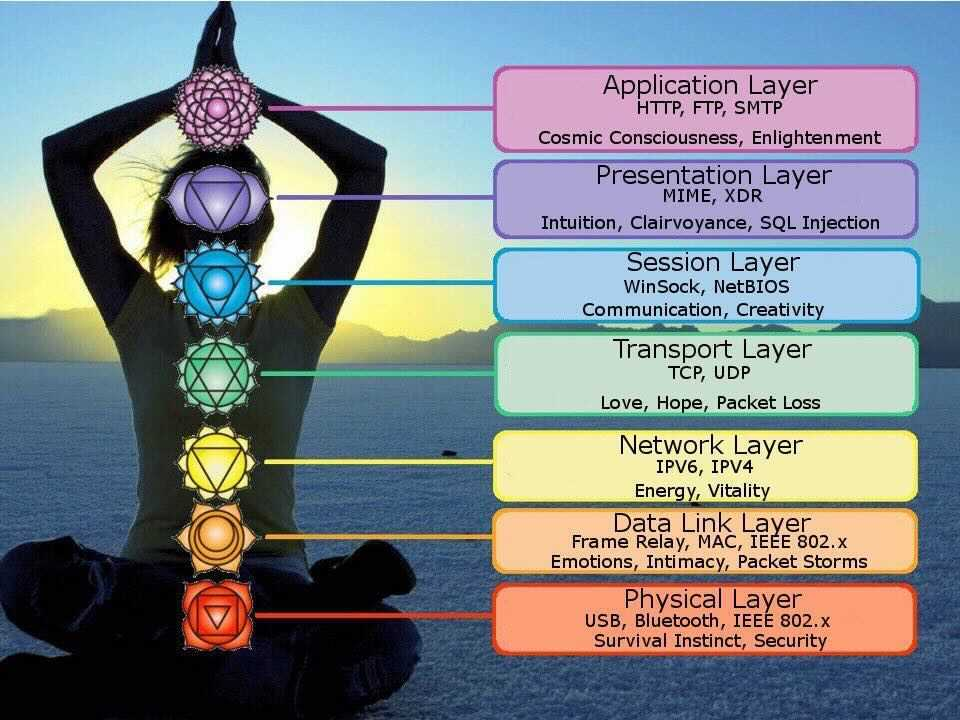 Application Layer
HTTP, FTP, SMTP
Cosmic Consciousness, Enlightenment
Presentation Layer
MIME, XDR
Intuition, Clairvoyance, SQL Injection
Session Layer
WinSock, NetBIOS
Communication, Creativity
Transport Layer
TCP, UDP
Love, Hope, Packet Loss
Network Layer
IPV6, IPV4
Energy, Vitality
Data Link Layer
Frame Relay, MAC, IEEE 802.x
Emotions, Intimacy, Packet Storms
Physical Layer
USB, Bluetooth, IEEE 802.x
Survival Instinct, Security